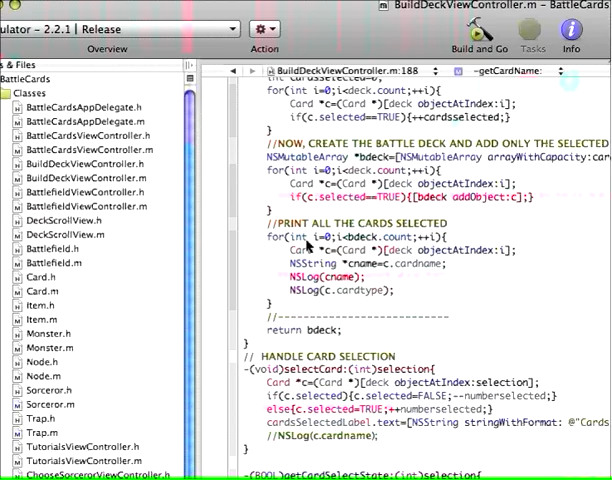 BuildDeckViewController.m - BattleCards
ulator - 2.2.1 | Release
Overview
Action
Build and Go
Tasks
Info
s & Files
BuildDeckViewController.m:188
-getCardName:
BattleCards
Classes
BattleCardsAppDelegate.h
BattleCardsAppDelegate.m
BattleCardsViewController.h
BattleCardsViewController.m
BuildDeckViewController.h
BuildDeckViewController.m
BattlefieldViewController.h
BattlefieldViewController.m
DeckScrollView.h
DeckScrollView.m
Battlefield.h
Battlefield.m
Card.h
Card.m
Item.h
Item.m
Monster.h
Monster.m
Node.h
Node.m
Sorceror.h
Sorceror.m
Trap.h
Trap.m
TutorialsViewController.h
TutorialsViewController.m
ChooseSorcerorViewController.h
int cardsselected=0;
for(int i=0;i<deck.count;++i){
Card *c=(Card *)[deck objectAtIndex:i];
if(c.selected==TRUE){++cardsselected;}
}
//NOW, CREATE THE BATTLE DECK AND ADD ONLY THE SELECTED
NSMutableArray *bdeck=[NSMutableArray arrayWithCapacity:car
for(int i=0;i<deck.count;++i){
Card *c=(Card *)[deck objectAtIndex:i];
if(c.selected==TRUE){[bdeck addObject:c];}
}
//PRINT ALL THE CARDS SELECTED
for(int i=0;i<bdeck.count;++i){
Card *c=(Card *)[deck objectAtIndex:i];
NSString *cname=c.cardname;
NSLog(cname);
NSLog(c.cardtype);
}
//--------------------------
return bdeck;
}
// HANDLE CARD SELECTION
-(void)selectCard:(int)selection{
Card *c=(Card *)[deck objectAtIndex:selection];
if(c.selected){c.selected=FALSE;--numberselected;}
else{c.selected=TRUE;++numberselected;}
cardsSelectedLabel.text=[NSString stringWithFormat: @"Cards
//NSLog(c.cardname);
}
-(BOOL)getCardSelectState:(int)selection{